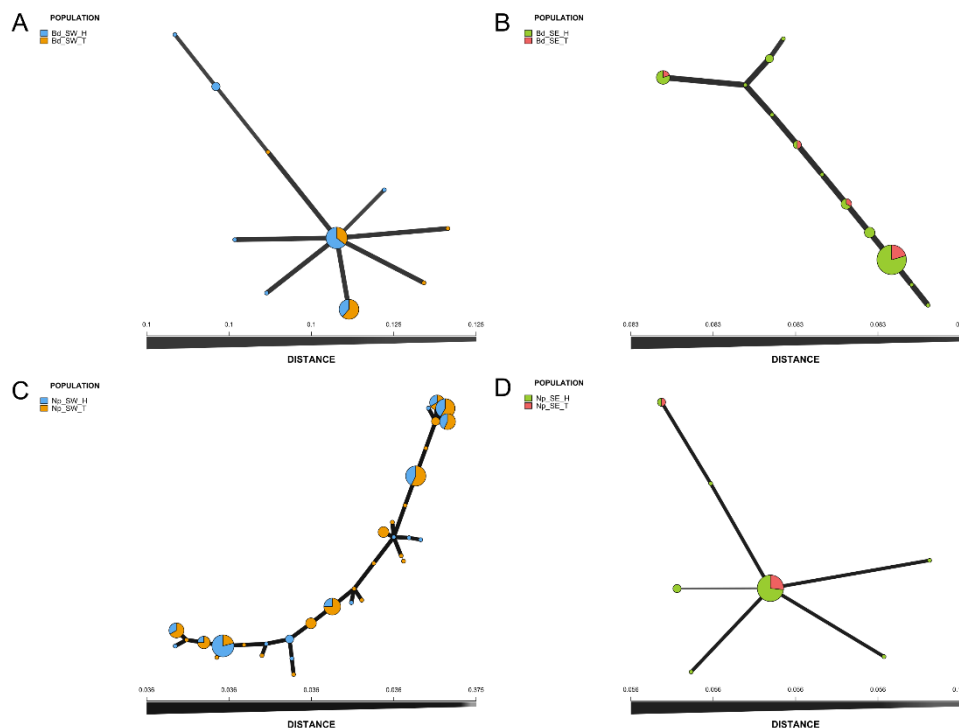 A
POPULATION
Bd_SW_H
Bd_SW_T
0.1
0.1
0.1
0.125
0.125
DISTANCE
B
POPULATION
Bd_SE_H
Bd_SE_T
0.083
0.083
0.083
0.083
DISTANCE
C
POPULATION
Np_SW_H
Np_SW_T
0.036
0.036
0.036
0.036
0.375
DISTANCE
D
POPULATION
Np_SE_H
Np_SE_T
0.056
0.056
0.056
0.056
DISTANCE